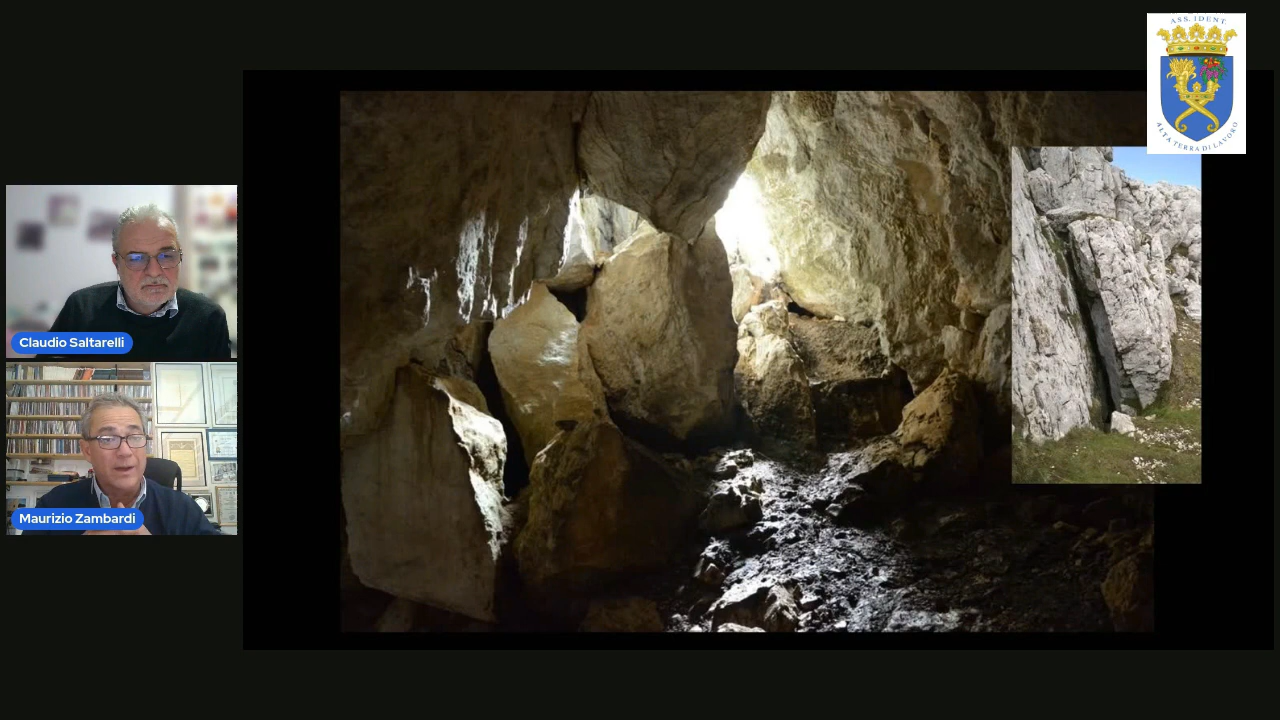 ASS. IDENT.
ALTA TERRA DI LAVORO
Claudio Saltarelli
Maurizio Zambardi